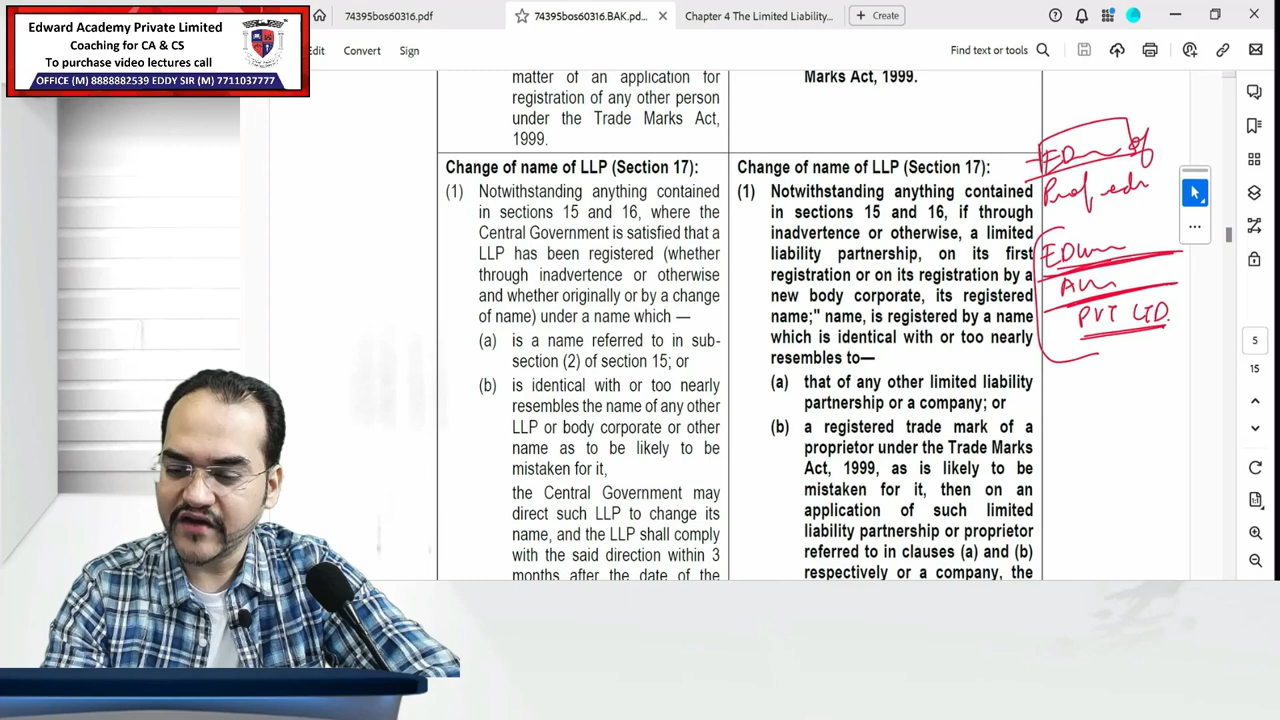 Edward Academy Private Limited
Coaching for CA & CS
To purchase video lectures call
OFFICE (M) 8888882539 EDDY SIR (M) 7711037777
74395bos60316.pdf
74395bos60316.BAK.pd...
Chapter 4 The Limited Liability...
Create
Edit
Convert
Sign
Find text or tools
matter of an application for
registration of any other person
under the Trade Marks Act,
1999.
Marks Act, 1999.
Change of name of LLP (Section 17):
(1) Notwithstanding anything contained
in sections 15 and 16, where the
Central Government is satisfied that a
LLP has been registered (whether
through inadvertence or otherwise
and whether originally or by a change
of name) under a name which —
(a) is a name referred to in sub-
section (2) of section 15; or
(b) is identical with or too nearly
resembles the name of any other
LLP or body corporate or other
name as to be likely to be
mistaken for it,
the Central Government may
direct such LLP to change its
name, and the LLP shall comply
with the said direction within 3
months after the date of the
Change of name of LLP (Section 17):
(1) Notwithstanding anything contained
in sections 15 and 16, if through
inadvertence or otherwise, a limited
liability partnership, on its first
registration or on its registration by a
new body corporate, its registered
name;" name, is registered by a name
which is identical with or too nearly
resembles to—
(a) that of any other limited liability
partnership or a company; or
(b) a registered trade mark of a
proprietor under the Trade Marks
Act, 1999, as is likely to be
mistaken for it, then on an
application of such limited
liability partnership or proprietor
referred to in clauses (a) and (b)
respectively or a company, the
PVT LTD.
5
15